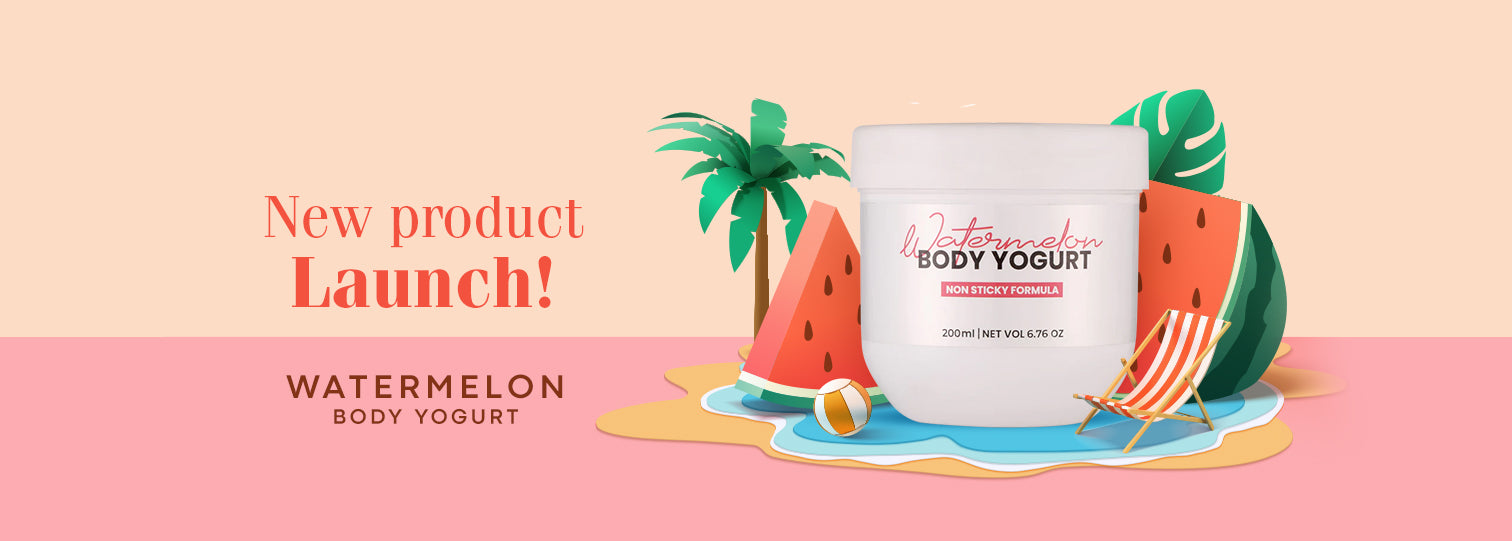 New product
Launch!
WATERMELON
BODY YOGURT
Watermelon
BODY YOGURT
NON STICKY FORMULA
200ml | NET VOL 6.76 OZ